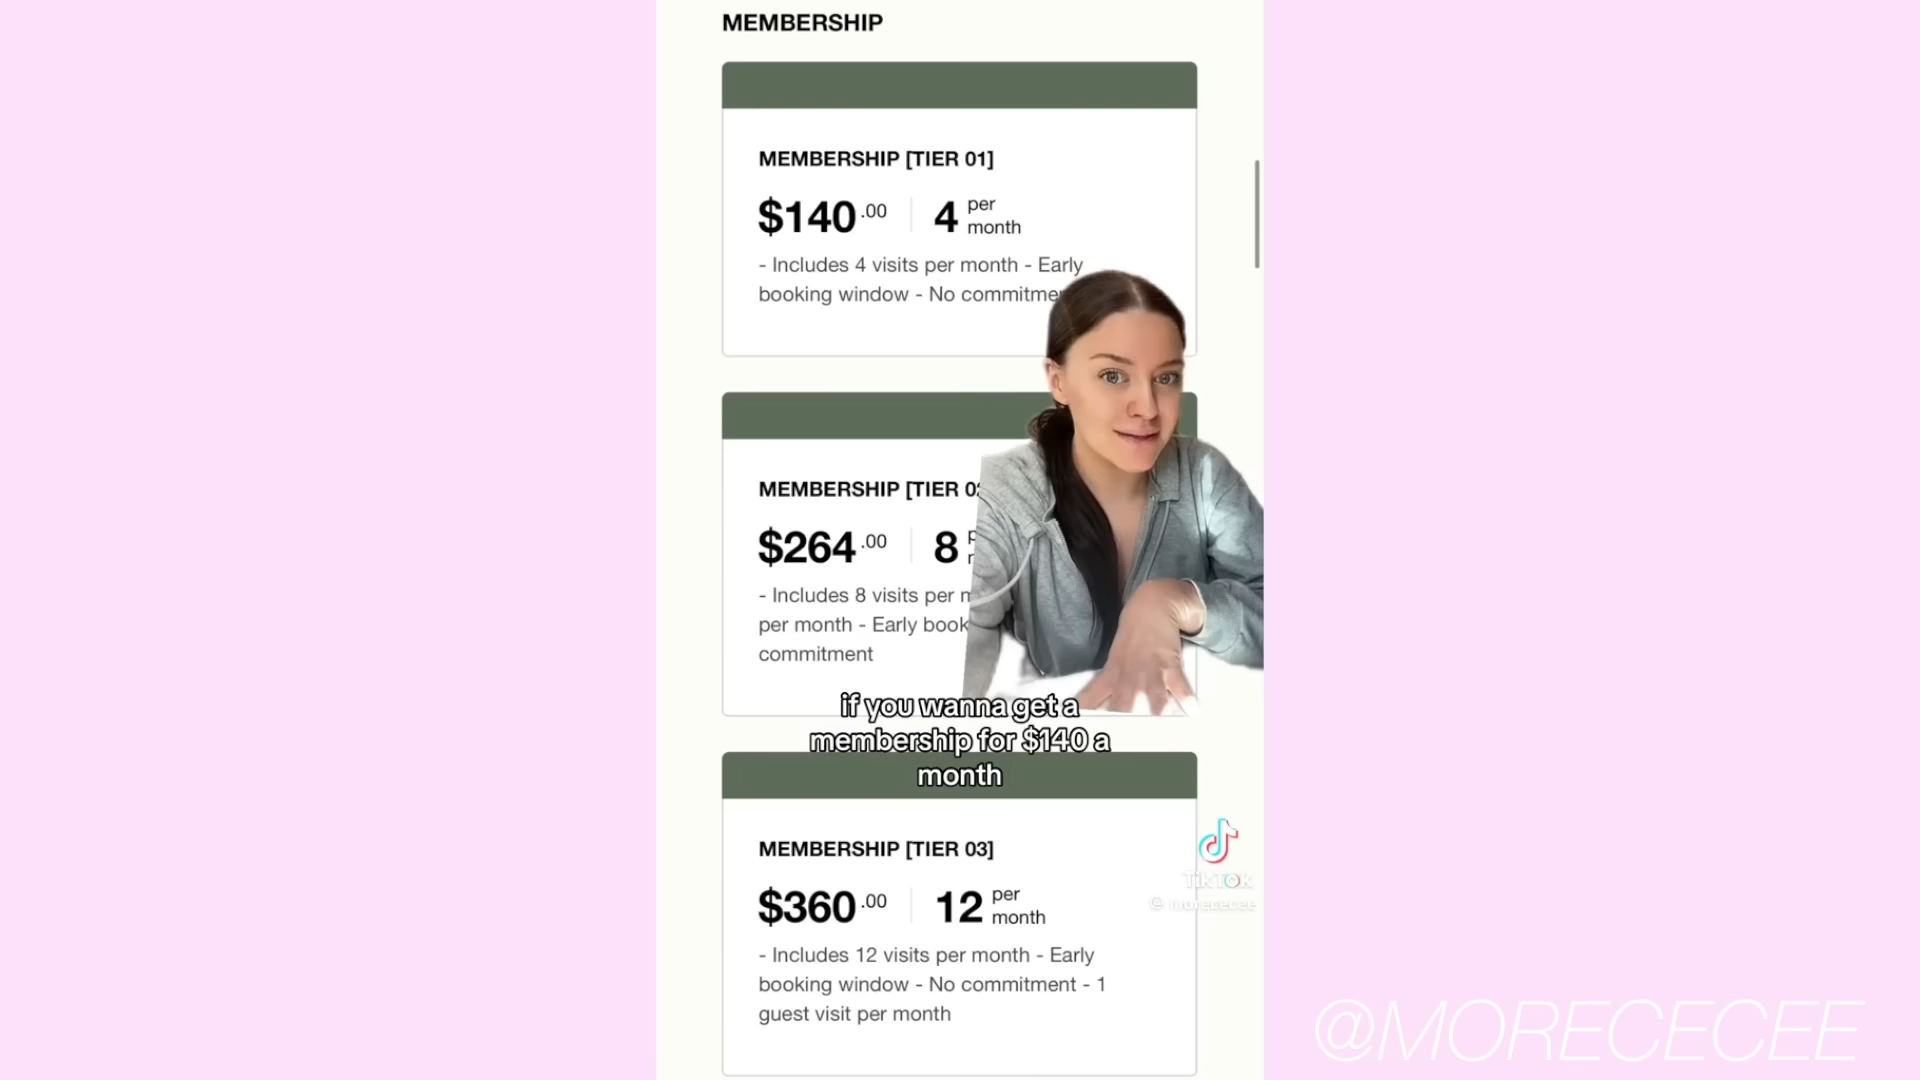 MEMBERSHIP
MEMBERSHIP [TIER 01]
$140.00 4 per month
- Includes 4 visits per month - Early
booking window - No commitme
MEMBERSHIP [TIER 0
$264.00 8
- Includes 8 visits per
per month - Early book
commitment
if you wanna get a
membership for $140 a
month
MEMBERSHIP [TIER 03]
$360.00 12 per month
- Includes 12 visits per month - Early
booking window - No commitment - 1
guest visit per month
TikTok
@morececee
@MORECECEE